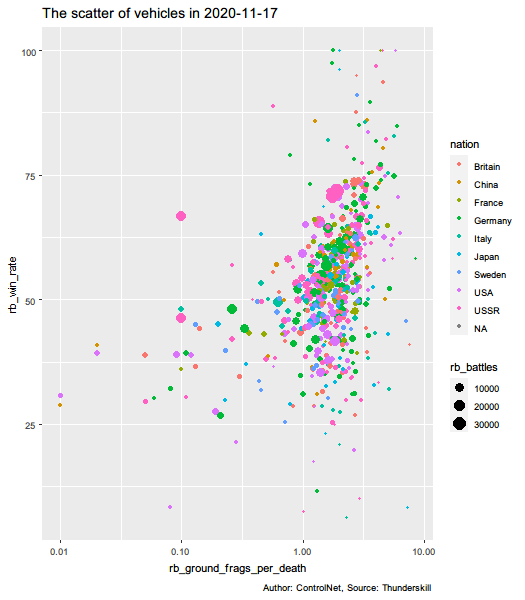 The scatter of vehicles in 2020-11-17
100
75
50
25
rb_win_rate
0.01
0.10
1.00
10.00
rb_ground_frags_per_death
nation
Britain
China
France
Germany
Italy
Japan
Sweden
USA
USSR
NA
rb_battles
10000
20000
30000
Author: ControlNet, Source: Thunderskill